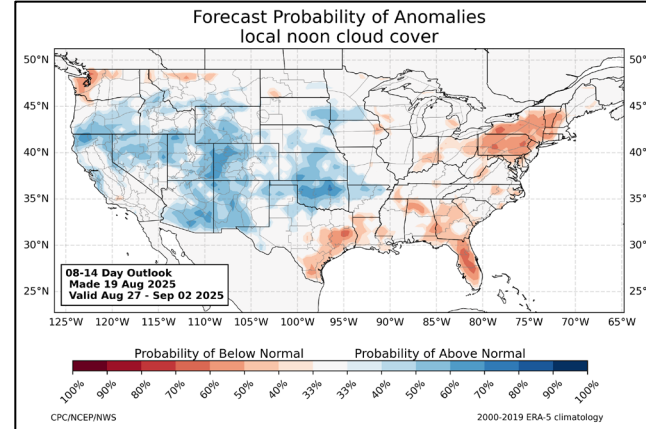 Forecast Probability of Anomalies
local noon cloud cover
50°N
50°
45°N
45°
40°N
40°
35°N
35°
30°N
30°
25°N
25°
08-14 Day Outlook
Made 19 Aug 2025
Valid Aug 27 - Sep 02 2025
125°W 120°W 115°W 110°W 105°W 100°W 95°W 90°W 85°W 80°W 75°W 70°W 65°W
Probability of Below Normal Probability of Above Normal
100% 90% 80% 70% 60% 50% 40% 33% 33% 40% 50% 60% 70% 80% 90% 100%
CPC/NCEP/NWS 2000-2019 ERA-5 climatology